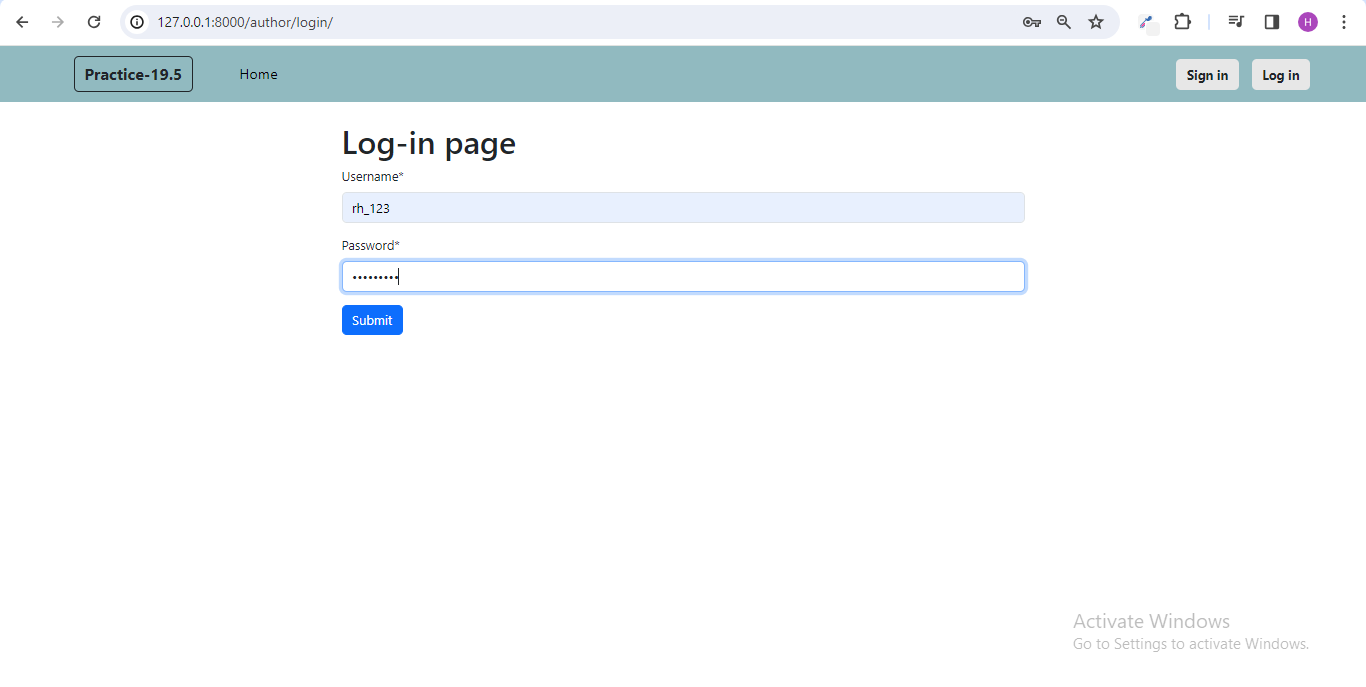 127.0.0.1:8000/author/login/
H
Practice-19.5
Home
Sign in
Log in
Log-in page
Username*
rh_123
Password*
•••••••••
Submit
Activate Windows
Go to Settings to activate Windows.